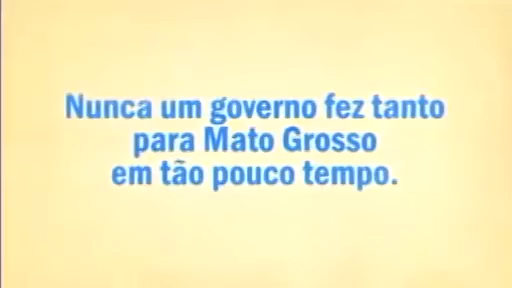 Nunca um governo fez tanto
para Mato Grosso
em tão pouco tempo.